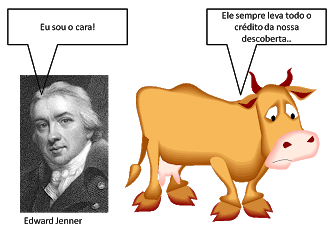 Eu sou o cara!
Ele sempre leva todo o
crédito da nossa
descoberta..
Edward Jenner